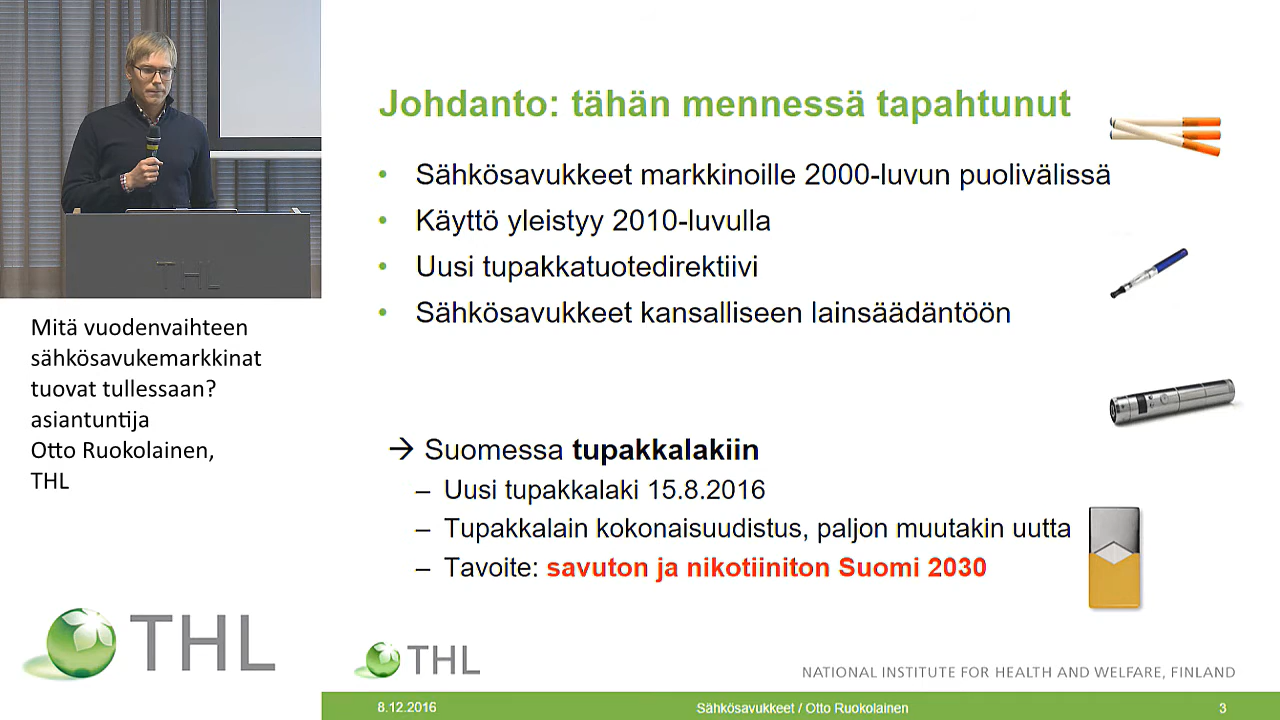 THL
Mitä vuodenvaihteen
sähkösavukemarkkinat
tuovat tullessaan?
asiantuntija
Otto Ruokolainen,
THL
THL
Johdanto: tähän mennessä tapahtunut
• Sähkösavukkeet markkinoille 2000-luvun puolivälissä
• Käyttö yleistyy 2010-luvulla
• Uusi tupakkatuotedirektiivi
• Sähkösavukkeet kansalliseen lainsäädäntöön
→ Suomessa tupakkalakiin
– Uusi tupakkalaki 15.8.2016
– Tupakkalain kokonaisuudistus, paljon muutakin uutta
– Tavoite: savuton ja nikotiiniton Suomi 2030
THL
NATIONAL INSTITUTE FOR HEALTH AND WELFARE, FINLAND
8.12.2016 Sähkösavukkeet / Otto Ruokolainen 3